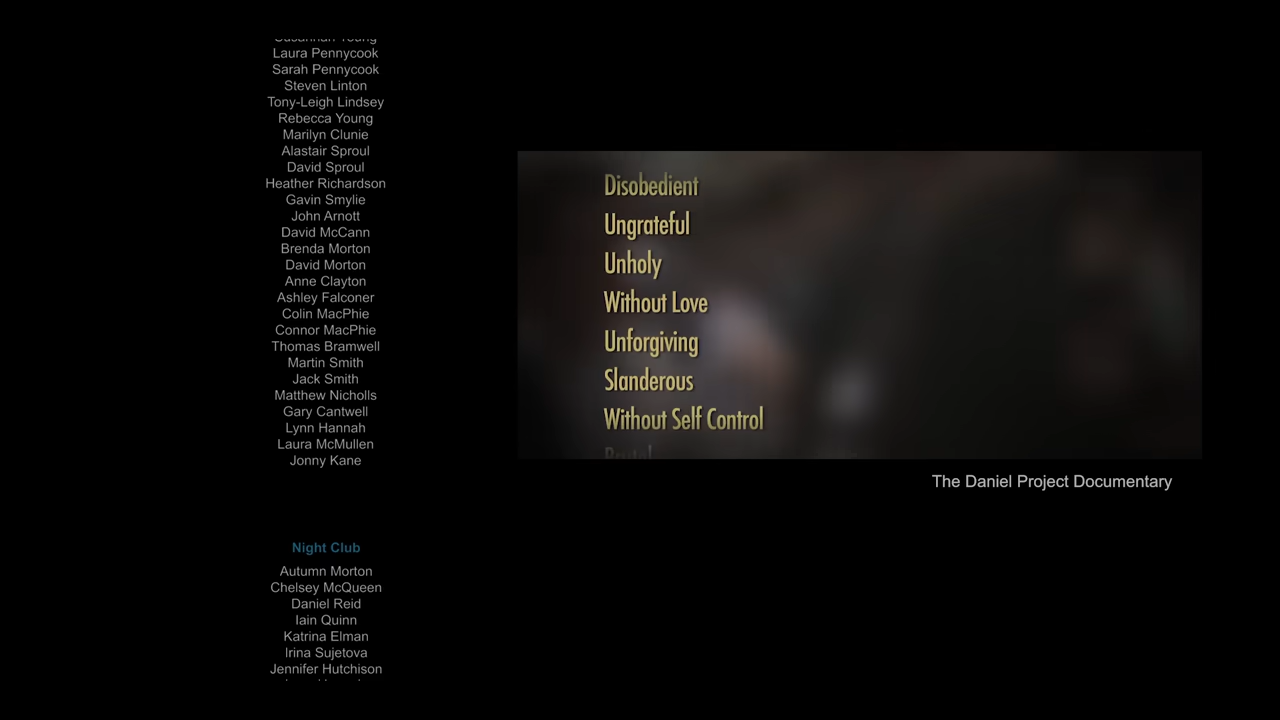 Laura Pennycook
Sarah Pennycook
Steven Linton
Tony-Leigh Lindsey
Rebecca Young
Marilyn Clunie
Alastair Sproul
David Sproul
Heather Richardson
Gavin Smylie
John Arnott
David McCann
Brenda Morton
David Morton
Anne Clayton
Ashley Falconer
Colin MacPhie
Connor MacPhie
Thomas Bramwell
Martin Smith
Jack Smith
Matthew Nicholls
Gary Cantwell
Lynn Hannah
Laura McMullen
Jonny Kane
Night Club
Autumn Morton
Chelsey McQueen
Daniel Reid
Iain Quinn
Katrina Elman
Irina Sujetova
Jennifer Hutchison
Disobedient
Ungrateful
Unholy
Without Love
Unforgiving
Slanderous
Without Self Control
The Daniel Project Documentary